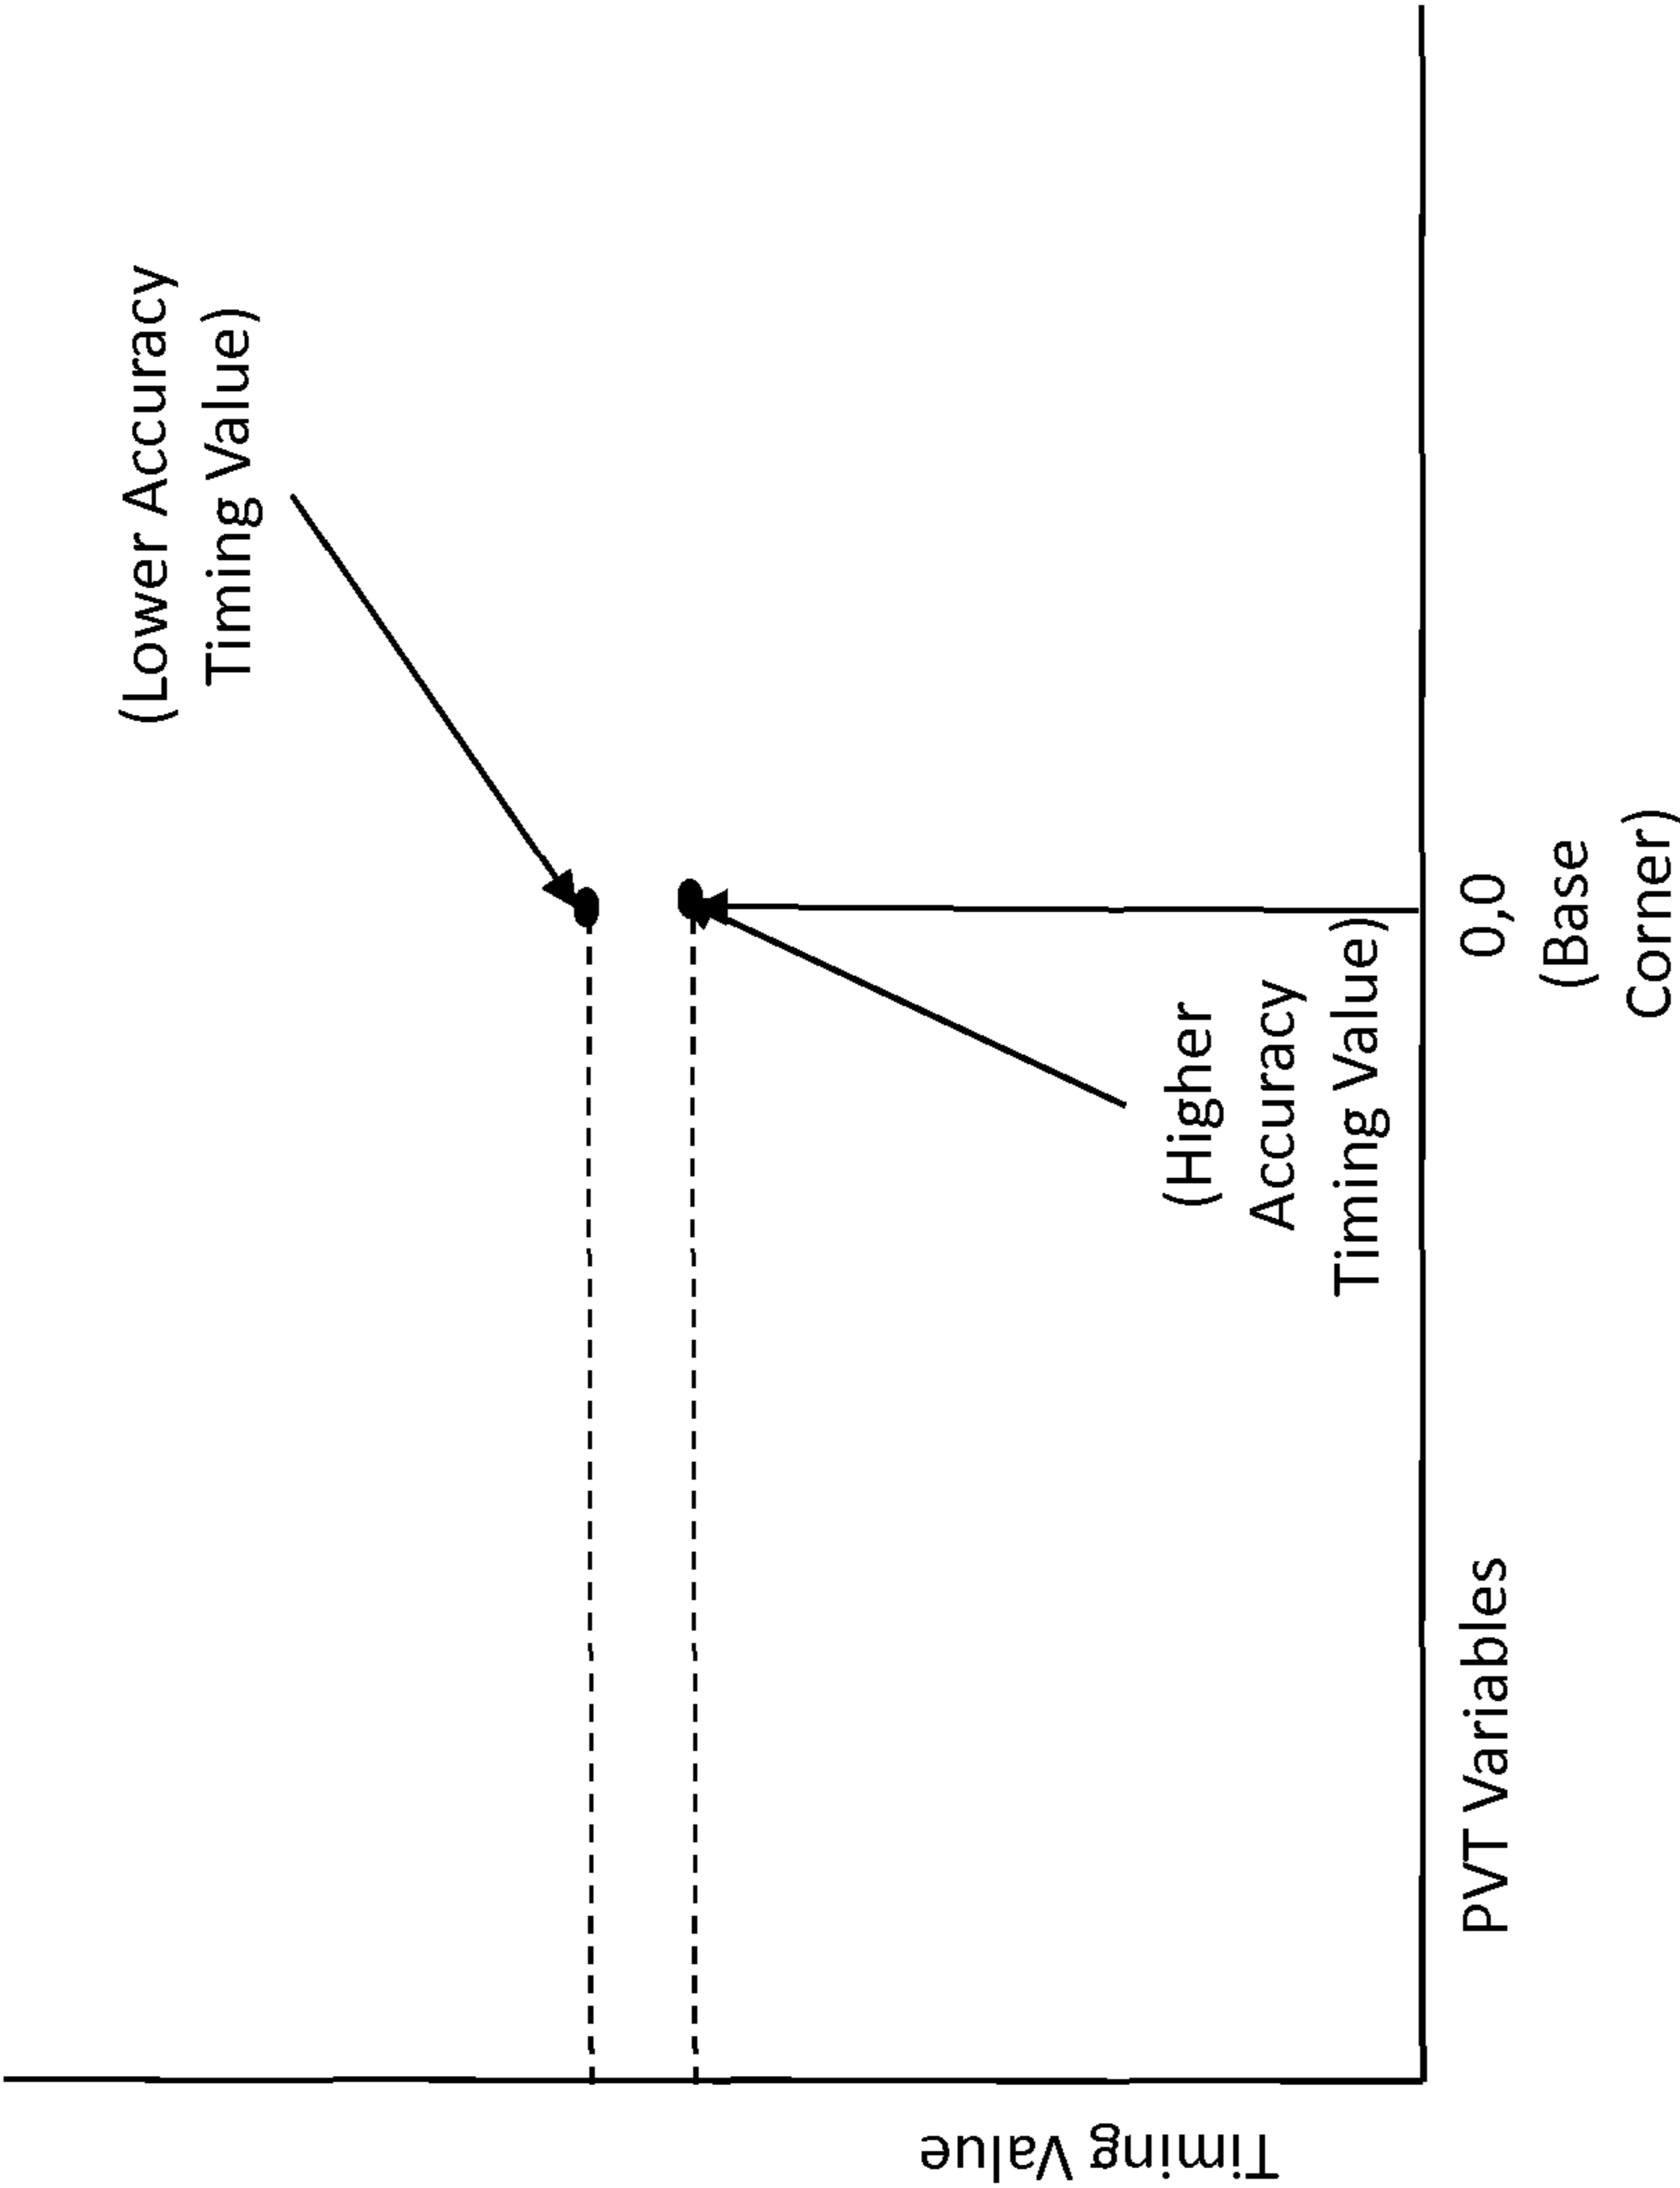 (Lower Accuracy
Timing Value)
(Higher
Accuracy
Timing Value)
Timing Value
PVT Variables
0,0
(Base
Corner)